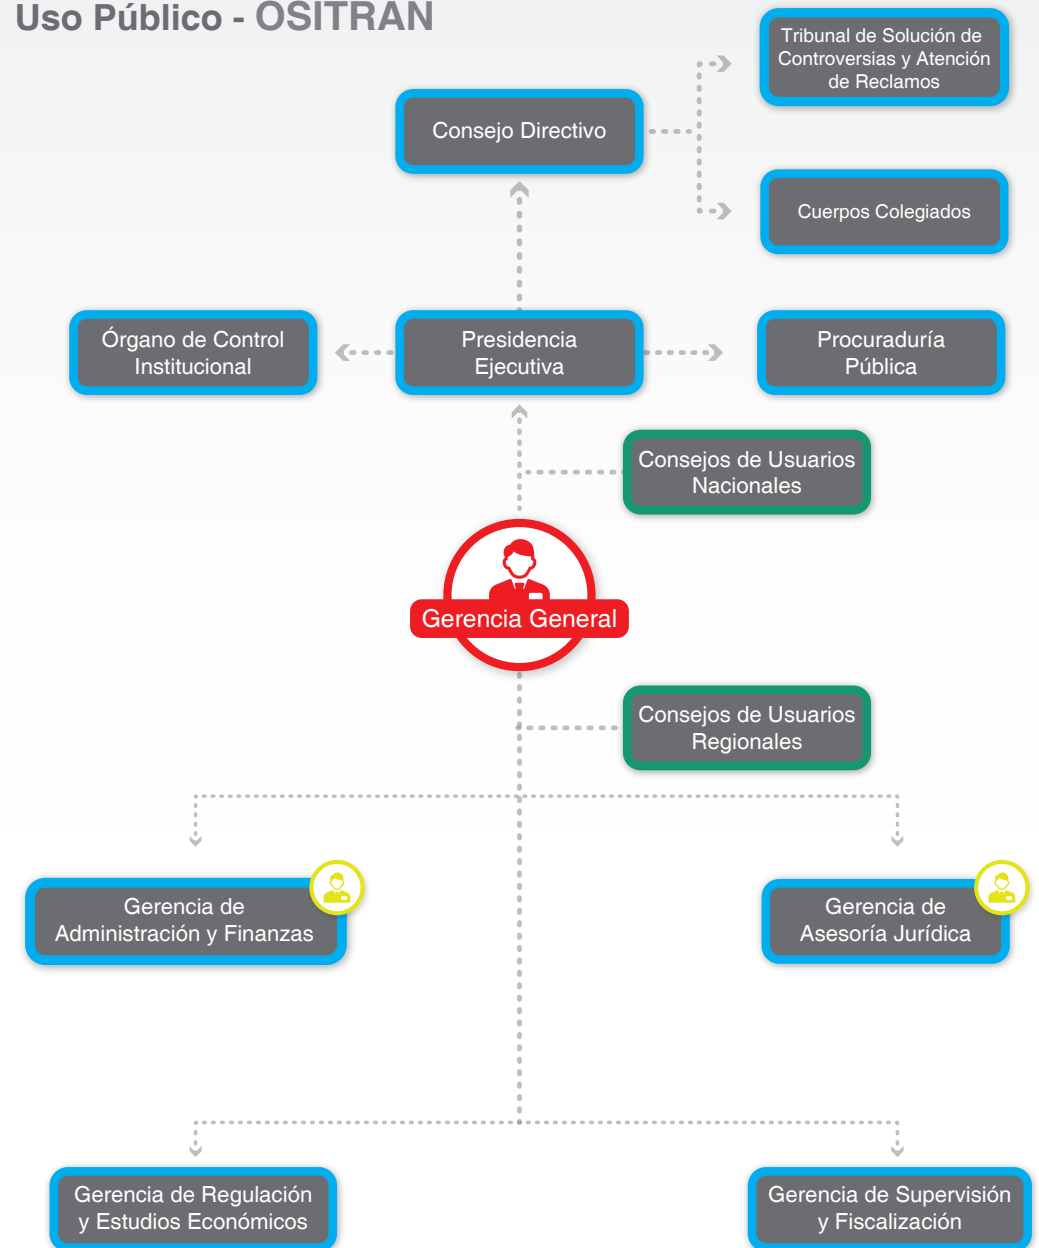 Uso Público - OSITRAN
Tribunal de Solución de
Controversias y Atención
de Reclamos
Consejo Directivo
Cuerpos Colegiados
Órgano de Control
Institucional
Presidencia
Ejecutiva
Procuraduría
Pública
Consejos de Usuarios
Nacionales
Gerencia General
Consejos de Usuarios
Regionales
Gerencia de
Administración y Finanzas
Gerencia de
Asesoría Jurídica
Gerencia de Regulación
y Estudios Económicos
Gerencia de Supervisión
y Fiscalización